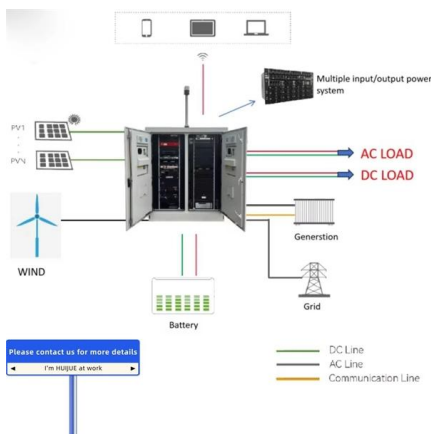 Multiple input/output power
system
PV1
PVN
AC LOAD
DC LOAD
WIND
Generstion
Grid
Battery
Please contact us for more details
I'm HUIJUE at work
DC Line
AC Line
Communication Line